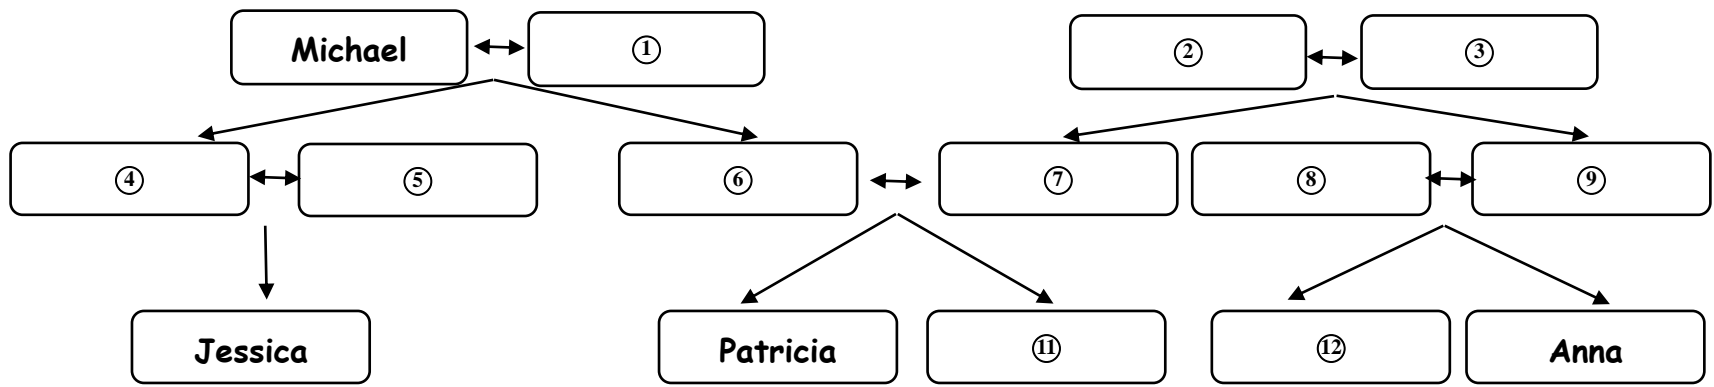 Michael ① ② ③
④ ⑤ ⑥ ⑦ ⑧ ⑨
Jessica Patricia ⑪ ⑫ Anna